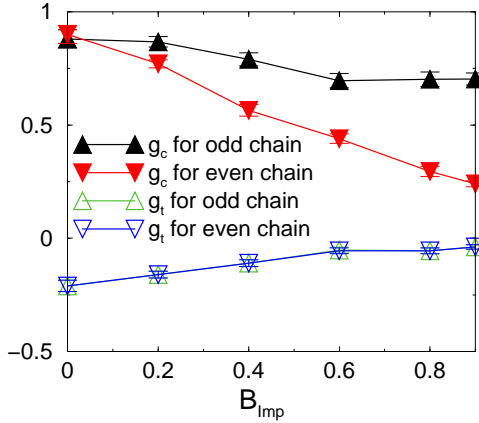 1
0.5
0
−0.5
g_c for odd chain
g_c for even chain
g_t for odd chain
g_t for even chain
0 0.2 0.4 0.6 0.8
B_Imp